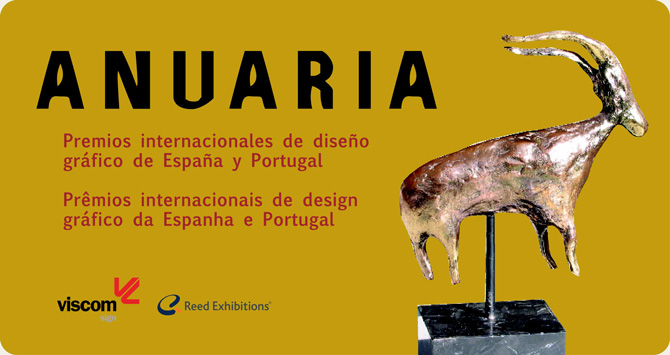 ANUARIA
Premios internacionales de diseño
gráfico de España y Portugal
Prêmios internacionais de design
gráfico da Espanha e Portugal
viscom
sign
Reed Exhibitions®